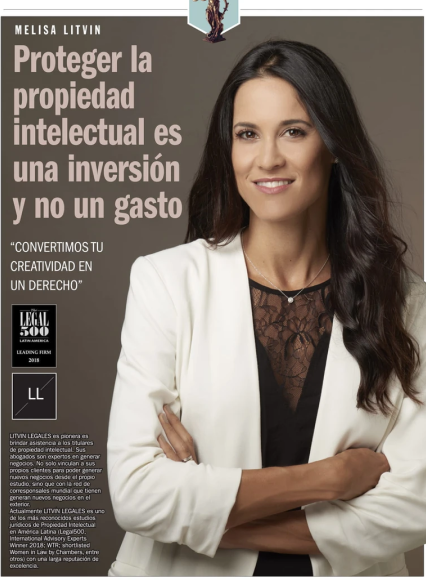 MELISA LITVIN
Proteger la
propiedad
intelectual es
una inversión
y no un gasto
“CONVERTIMOS TU
CREATIVIDAD EN
UN DERECHO”
The
LEGAL
500
LATIN AMERICA
LEADING FIRM
2018
LL
LITVIN LEGALES es pionera es
brindar asistencia a los titulares
de propiedad intelectual. Sus
abogados son expertos en generar
negocios. No solo vinculan a sus
propios clientes para poder generar
nuevos negocios desde el propio
estudio, sino que con la red de
corresponsales mundial que tienen
generan nuevos negocios en el
exterior.
Actualmente LITVIN LEGALES es uno
de los más reconocidos estudios
jurídicos de Propiedad Intelectual
en América Latina (Legal500,
International Advisory Experts
Winner 2018; WTR; shortlisted
Women in Law by Chambers, entre
otros) con una larga reputación de
excelencia.